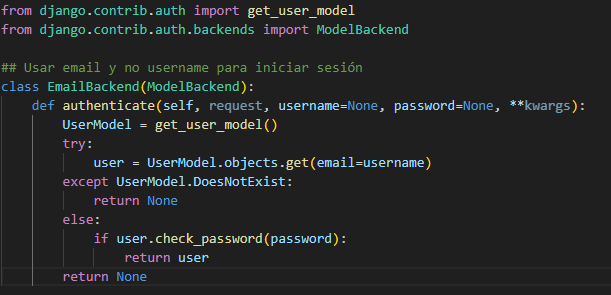 from django.contrib.auth import get_user_model
from django.contrib.auth.backends import ModelBackend

## Usar email y no username para iniciar sesión
class EmailBackend(ModelBackend):
    def authenticate(self, request, username=None, password=None, **kwargs):
        UserModel = get_user_model()
        try:
            user = UserModel.objects.get(email=username)
        except UserModel.DoesNotExist:
            return None
        else:
            if user.check_password(password):
                return user
        return None